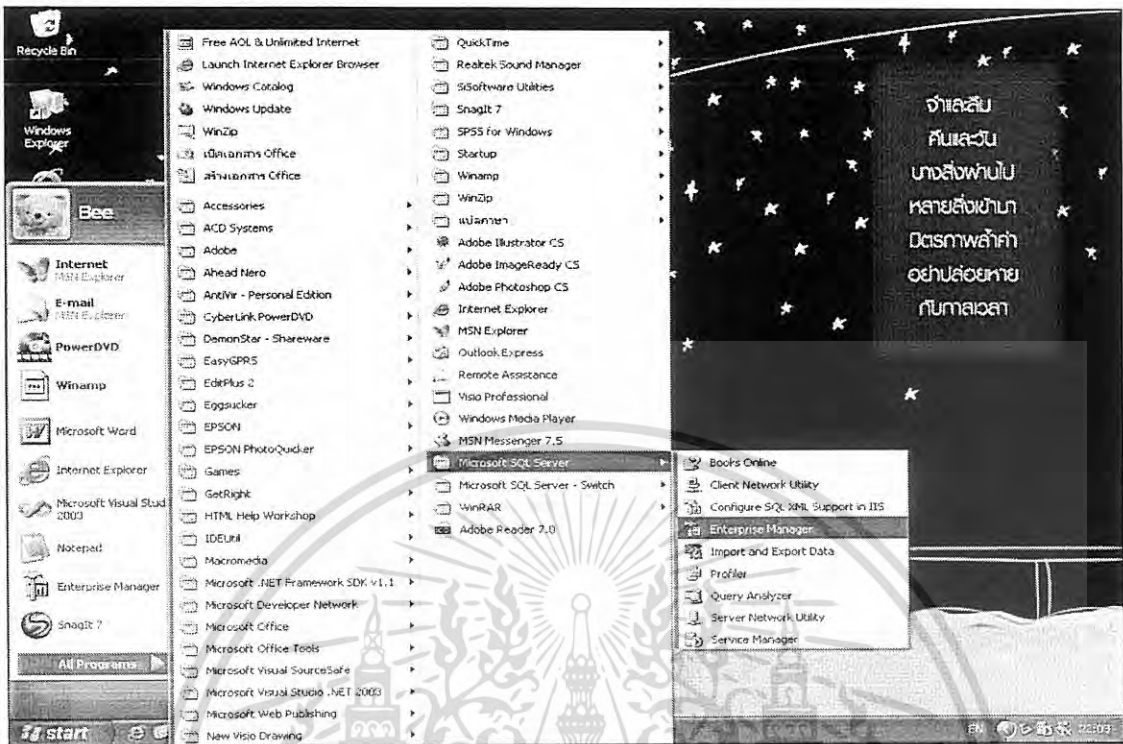 Recycle Bin
Windows
Explorer
Bee
Internet
MSN Explorer
E-mail
MSN Explorer
PowerDVD
Winamp
Microsoft Word
Internet Explorer
Microsoft Visual Stud
2003
Notepad
Enterprise Manager
SnagIt 7
All Programs
start
Free AOL & Unlimited Internet
Launch Internet Explorer Browser
Windows Catalog
Windows Update
WinZip
เปิดเอกสาร Office
สร้างเอกสาร Office
Accessories
ACD Systems
Adobe
Ahead Nero
AntiVir - Personal Edition
CyberLink PowerDVD
DemonStar - Shareware
EasyGPRS
EditPlus 2
Eggsucker
EPSON
EPSON PhotoQuicker
Games
GetRight
HTML Help Workshop
IDEUtil
Macromedia
Microsoft .NET Framework SDK v1.1
Microsoft Developer Network
Microsoft Office
Microsoft Office Tools
Microsoft Visual SourceSafe
Microsoft Visual Studio .NET 2003
Microsoft Web Publishing
New Visio Drawing
QuickTime
Realtek Sound Manager
SiSoftware Utilities
SnagIt 7
SPSS for Windows
Startup
Winamp
WinZip
แปลภาษา
Adobe Illustrator CS
Adobe ImageReady CS
Adobe Photoshop CS
Internet Explorer
MSN Explorer
Outlook Express
Remote Assistance
Visio Professional
Windows Media Player
MSN Messenger 7.5
Microsoft SQL Server
Microsoft SQL Server - Switch
WinRAR
Adobe Reader 7.0
Books Online
Client Network Utility
Configure SQL XML Support in IIS
Enterprise Manager
Import and Export Data
Profiler
Query Analyzer
Server Network Utility
Service Manager
จำและลืม
คืนและวัน
บางสิ่งผ่านไป
หลายสิ่งเข้ามา
มิตรภาพล้ำค่า
อย่าปล่อยหาย
กับกาลเวลา
EN